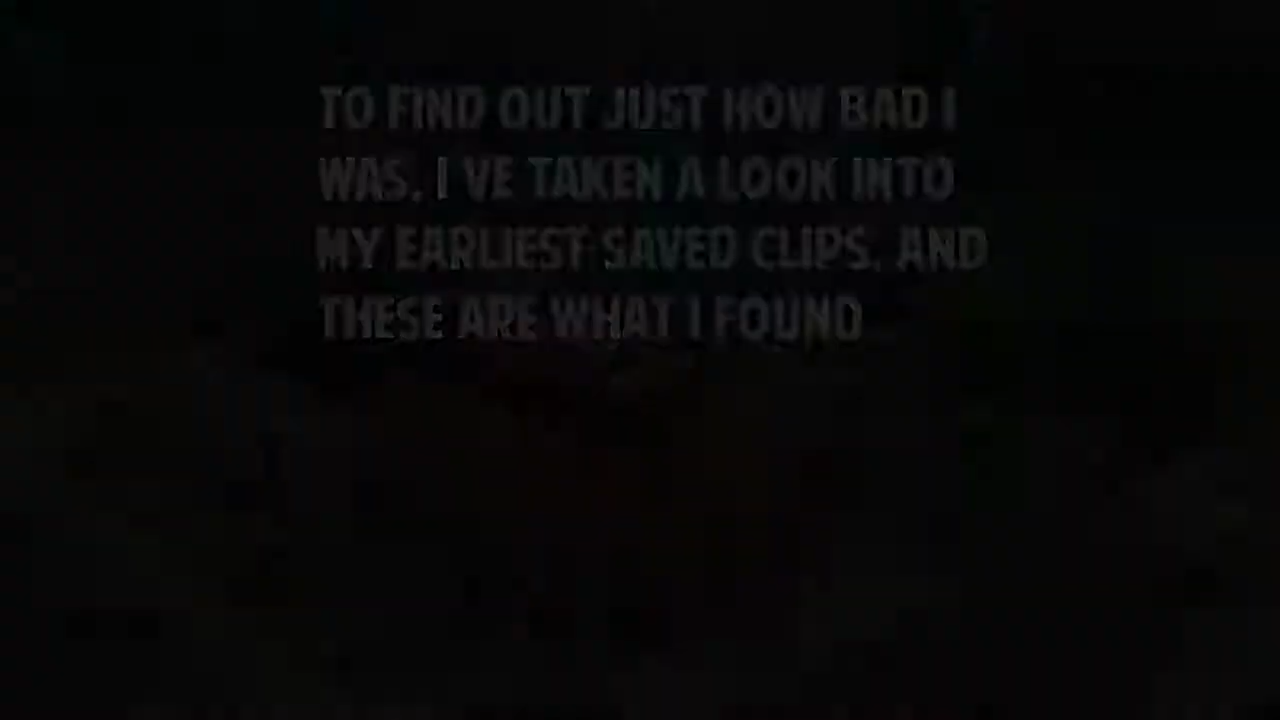 TO FIND OUT JUST HOW BAD I
WAS, I VE TAKEN A LOOK INTO
MY EARLIEST SAVED CLIPS. AND
THESE ARE WHAT I FOUND